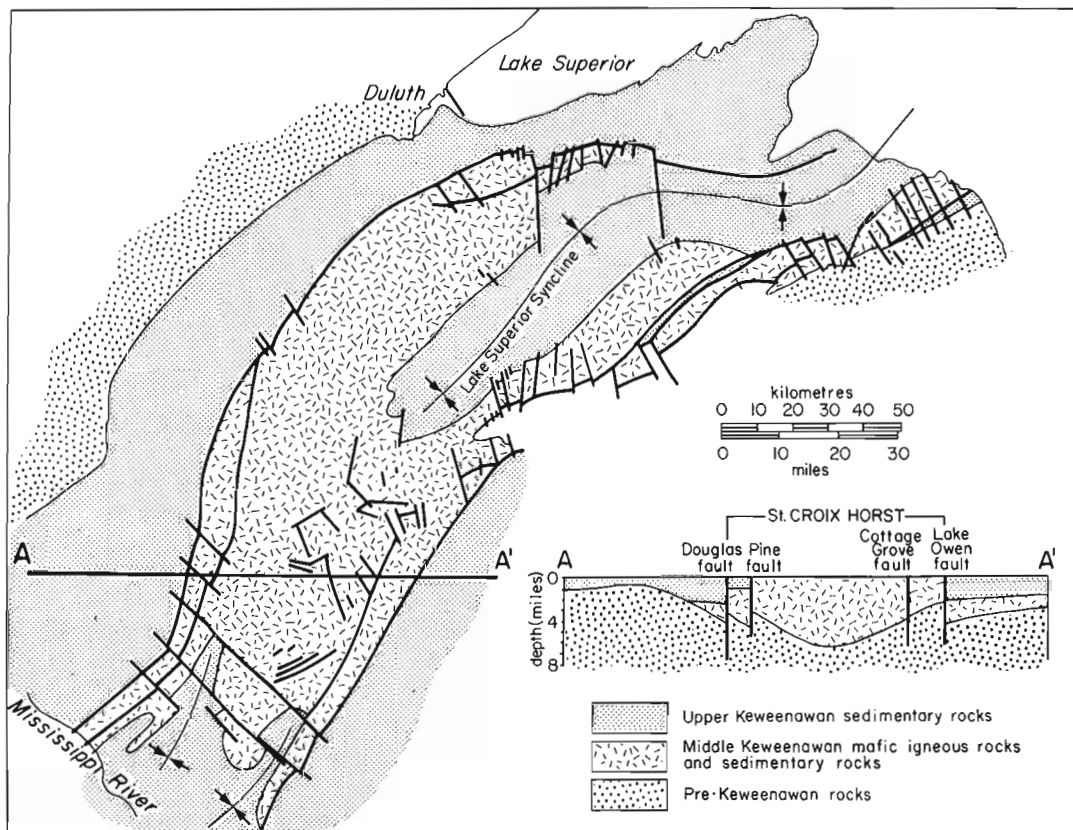 Lake Superior
Duluth
Lake Superior Syncline
kilometres
0 10 20 30 40 50
0 10 20 30
miles
A A'
St. CROIX HORST
Douglas fault
Pine fault
Cottage Grove fault
Lake Owen fault
A A'
depth (miles)
0
4
8
Mississippi River
Upper Keweenawan sedimentary rocks
Middle Keweenawan mafic igneous rocks
and sedimentary rocks
Pre-Keweenawan rocks